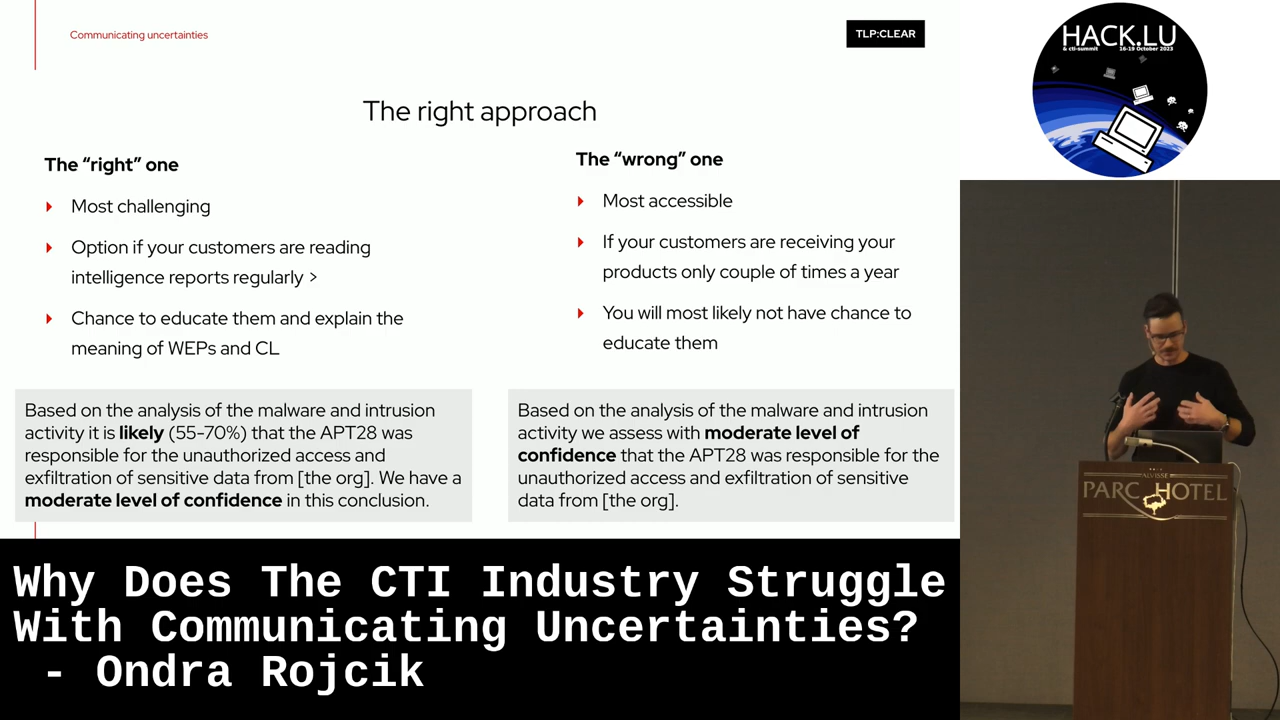 Communicating uncertainties
TLP:CLEAR
The right approach
The “right” one
Most challenging
Option if your customers are reading
intelligence reports regularly >
Chance to educate them and explain the
meaning of WEPs and CL
Based on the analysis of the malware and intrusion
activity it is likely (55-70%) that the APT28 was
responsible for the unauthorized access and
exfiltration of sensitive data from [the org]. We have a
moderate level of confidence in this conclusion.
The “wrong” one
Most accessible
If your customers are receiving your
products only couple of times a year
You will most likely not have chance to
educate them
Based on the analysis of the malware and intrusion
activity we assess with moderate level of
confidence that the APT28 was responsible for the
unauthorized access and exfiltration of sensitive
data from [the org].
HACK.LU
& cti-summit 16-19 October 2023
ALVISSE
PARC HOTEL
Why Does The CTI Industry Struggle
With Communicating Uncertainties?
- Ondra Rojcik